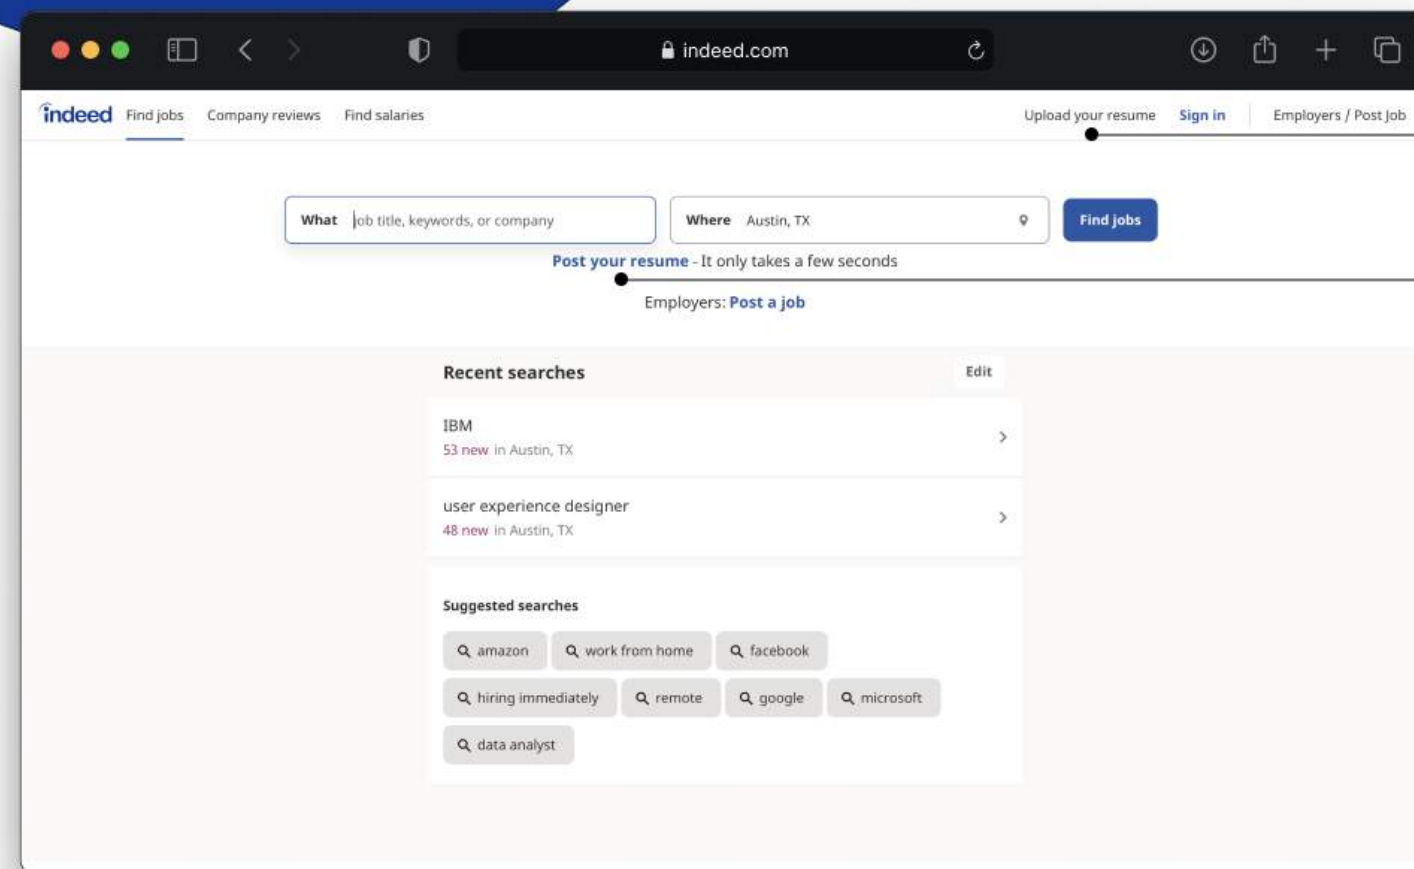 indeed.com
indeed Find jobs Company reviews Find salaries Upload your resume Sign in Employers / Post Job
What Job title, keywords, or company Where Austin, TX Find jobs
Post your resume - It only takes a few seconds
Employers: Post a job
Recent searches Edit
IBM
53 new in Austin, TX
user experience designer
48 new in Austin, TX
Suggested searches
amazon work from home facebook
hiring immediately remote google microsoft
data analyst